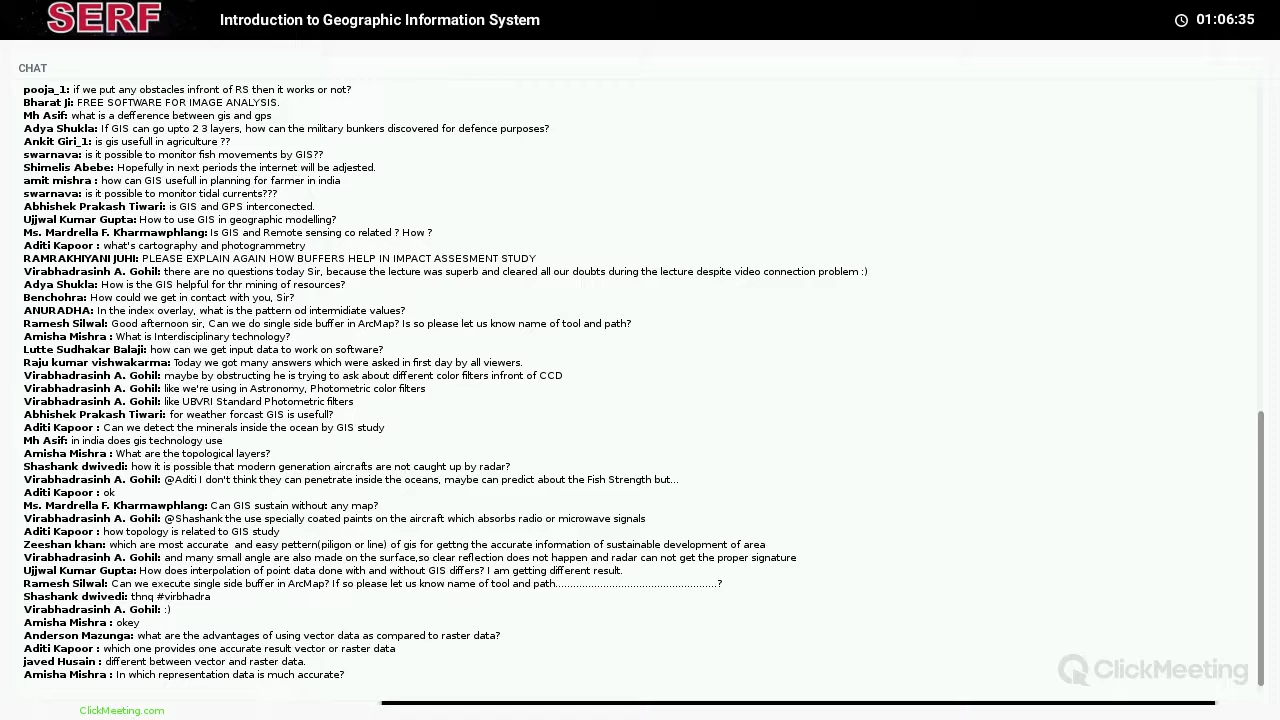 SERF
Introduction to Geographic Information System
01:06:35
CHAT
pooja_1: if we put any obstacles infront of RS then it works or not?
Bharat Ji: FREE SOFTWARE FOR IMAGE ANALYSIS.
Mh Asif: what is a defference between gis and gps
Adya Shukla: If GIS can go upto 2 3 layers, how can the military bunkers discovered for defence purposes?
Ankit Giri_1: is gis usefull in agriculture ??
swarnava: is it possible to monitor fish movements by GIS??
Shimelis Abebe: Hopefully in next periods the internet will be adjested.
amit mishra : how can GIS usefull in planning for farmer in india
swarnava: is it possible to monitor tidal currents???
Abhishek Prakash Tiwari: is GIS and GPS interconected.
Ujjwal Kumar Gupta: How to use GIS in geographic modelling?
Ms. Mardrella F. Kharmawphlang: Is GIS and Remote sensing co related ? How ?
Aditi Kapoor : what's cartography and photogrammetry
RAMRAKHIYANI JUHI: PLEASE EXPLAIN AGAIN HOW BUFFERS HELP IN IMPACT ASSESMENT STUDY
Virabhadrasinh A. Gohil: there are no questions today Sir, because the lecture was superb and cleared all our doubts during the lecture despite video connection problem :)
Adya Shukla: How is the GIS helpful for thr mining of resources?
Benchohra: How could we get in contact with you, Sir?
ANURADHA: In the index overlay, what is the pattern od intermidiate values?
Ramesh Silwal: Good afternoon sir, Can we do single side buffer in ArcMap? Is so please let us know name of tool and path?
Amisha Mishra : What is Interdisciplinary technology?
Lutte Sudhakar Balaji: how can we get input data to work on software?
Raju kumar vishwakarma: Today we got many answers which were asked in first day by all viewers.
Virabhadrasinh A. Gohil: maybe by obstructing he is trying to ask about different color filters infront of CCD
Virabhadrasinh A. Gohil: like we're using in Astronomy, Photometric color filters
Virabhadrasinh A. Gohil: like UBVRI Standard Photometric filters
Abhishek Prakash Tiwari: for weather forcast GIS is usefull?
Aditi Kapoor : Can we detect the minerals inside the ocean by GIS study
Mh Asif: in india does gis technology use
Amisha Mishra : What are the topological layers?
Shashank dwivedi: how it is possible that modern generation aircrafts are not caught up by radar?
Virabhadrasinh A. Gohil: @Aditi I don't think they can penetrate inside the oceans, maybe can predict about the Fish Strength but...
Aditi Kapoor : ok
Ms. Mardrella F. Kharmawphlang: Can GIS sustain without any map?
Virabhadrasinh A. Gohil: @Shashank the use specially coated paints on the aircraft which absorbs radio or microwave signals
Aditi Kapoor : how topology is related to GIS study
Zeeshan khan: which are most accurate  and easy pettern(piligon or line) of gis for gettng the accurate information of sustainable development of area
Virabhadrasinh A. Gohil: and many small angle are also made on the surface,so clear reflection does not happen and radar can not get the proper signature
Ujjwal Kumar Gupta: How does interpolation of point data done with and without GIS differs? I am getting different result.
Ramesh Silwal: Can we execute single side buffer in ArcMap? If so please let us know name of tool and path....................................................?
Shashank dwivedi: thnq #virbhadra
Virabhadrasinh A. Gohil: :)
Amisha Mishra : okey
Anderson Mazunga: what are the advantages of using vector data as compared to raster data?
Aditi Kapoor : which one provides one accurate result vector or raster data
javed Husain : different between vector and raster data.
Amisha Mishra : In which representation data is much accurate?
ClickMeeting
ClickMeeting.com